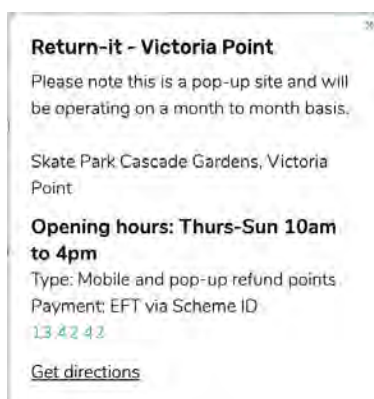 Return-it - Victoria Point
Please note this is a pop-up site and will
be operating on a month to month basis.
Skate Park Cascade Gardens, Victoria
Point
Opening hours: Thurs-Sun 10am
to 4pm
Type: Mobile and pop-up refund points
Payment: EFT via Scheme ID
13 42 42
Get directions